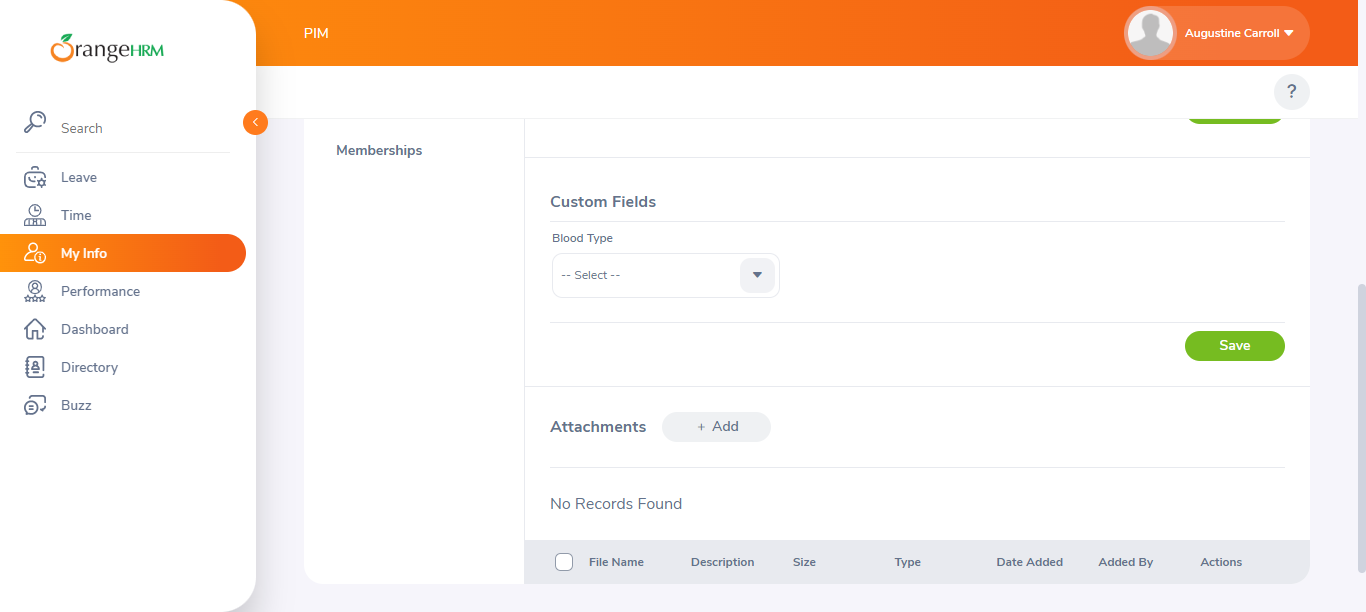 OrangeHRM
PIM
Augustine Carroll
?
Search
Leave
Time
My Info
Performance
Dashboard
Directory
Buzz
Memberships
Custom Fields
Blood Type
-- Select --
Save
Attachments
+ Add
No Records Found
File Name Description Size Type Date Added Added By Actions